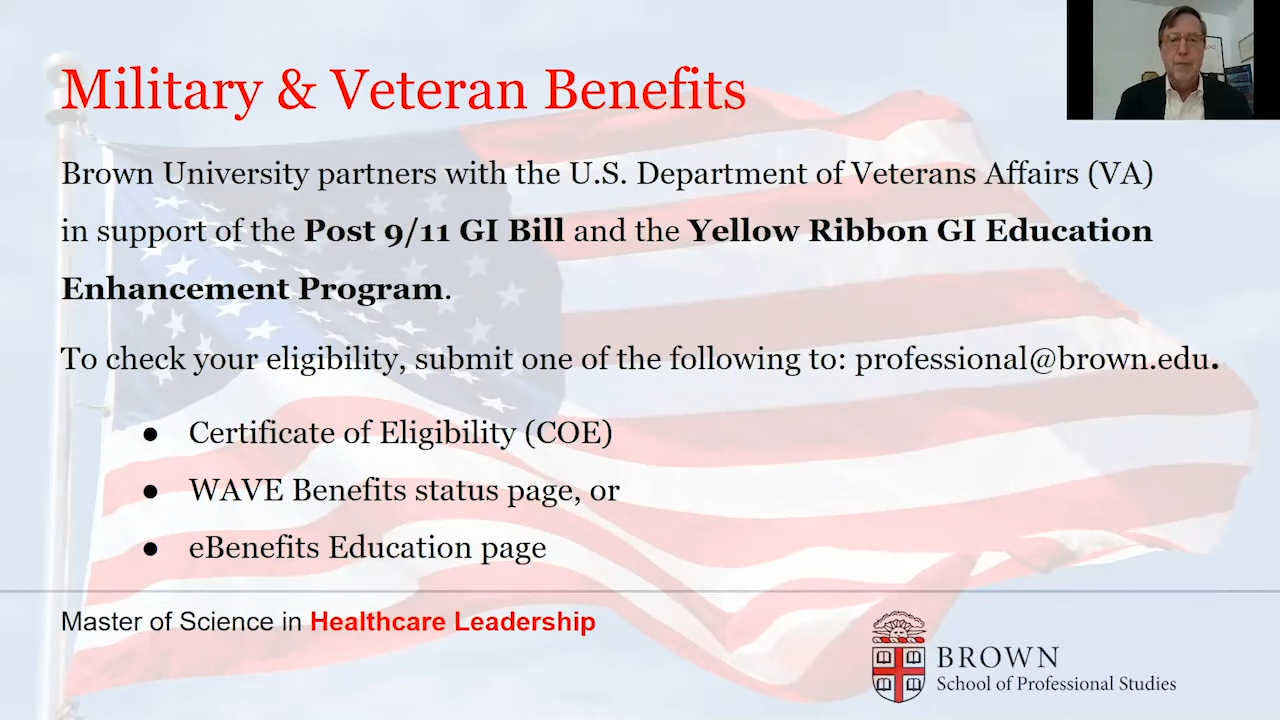 Military & Veteran Benefits
Brown University partners with the U.S. Department of Veterans Affairs (VA)
in support of the Post 9/11 GI Bill and the Yellow Ribbon GI Education
Enhancement Program.
To check your eligibility, submit one of the following to: professional@brown.edu.
● Certificate of Eligibility (COE)
● WAVE Benefits status page, or
● eBenefits Education page
Master of Science in Healthcare Leadership
BROWN
School of Professional Studies